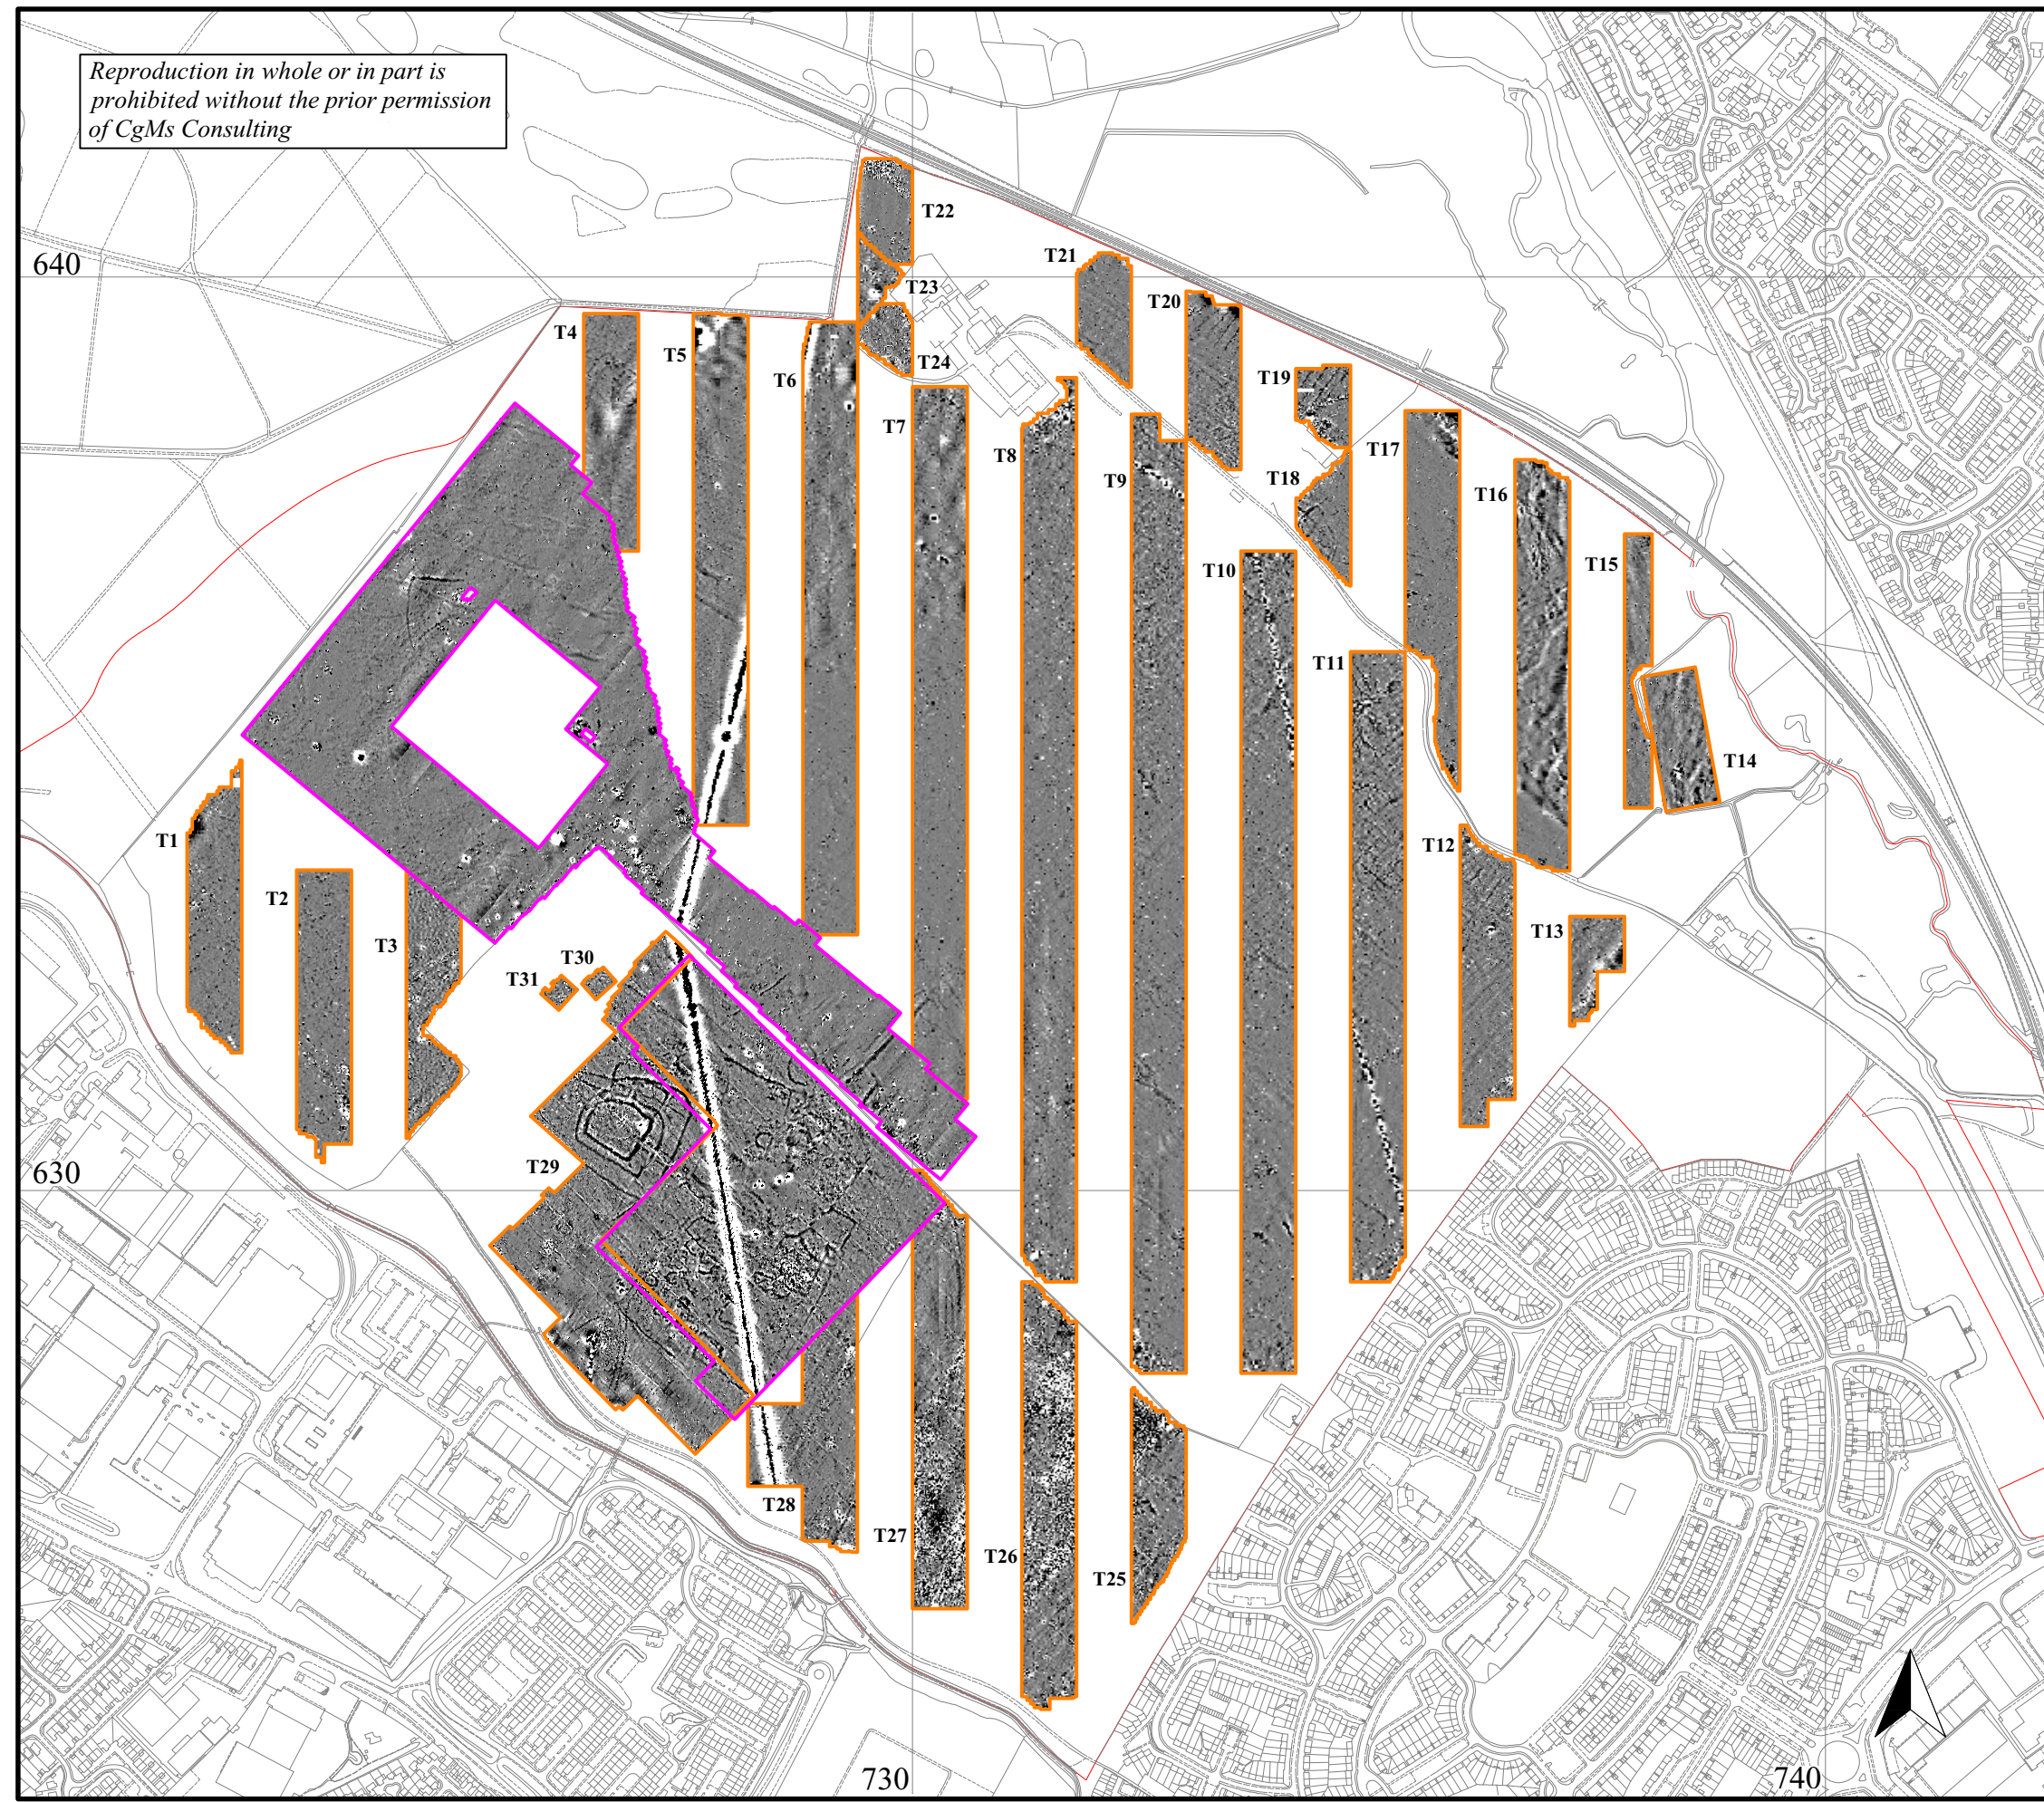 Reproduction in whole or in part is
prohibited without the prior permission
of CgMs Consulting
T22
T21
640
T23
T20
T4
T5
T24
T6
T19
T7
T17
T8
T9
T18
T16
T10
T15
T11
T14
T1
T12
T2
T13
T3
T30
T31
T29
630
T28
T27
T26
T25
730
740